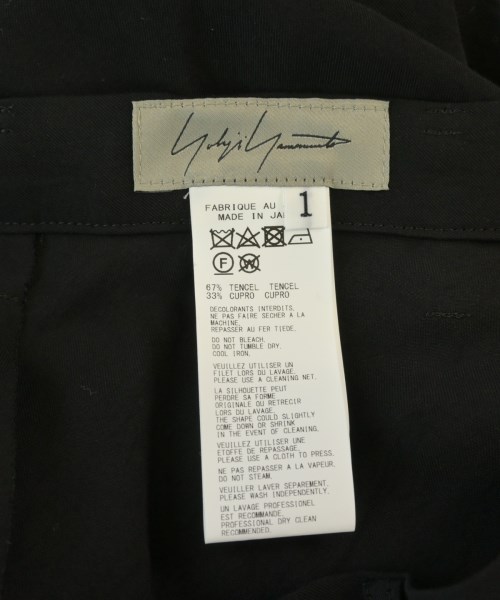 Yohji Yamamoto
FABRIQUE AU
MADE IN JA
1
F W
67% TENCEL TENCEL
33% CUPRO CUPRO
DECOLORANTS INTERDITS.
NE PAS FAIRE SECHER A LA
MACHINE.
REPASSER AU FER TIEDE.
DO NOT BLEACH.
DO NOT TUMBLE DRY.
COOL IRON.
VEUILLEZ UTILISER UN
FILET LORS DU LAVAGE.
PLEASE USE A CLEANING NET.
LA SILHOUETTE PEUT
PERDRE SA FORME
ORIGINALE OU RETRECIR
LORS DU LAVAGE.
THE SHAPE COULD SLIGHTLY
COME DOWN OR SHRINK
IN THE EVENT OF CLEANING.
VEUILLEZ UTILISER UNE
ETOFFE DE REPASSAGE.
PLEASE USE A CLOTH TO PRESS.
NE PAS REPASSER A LA VAPEUR.
DO NOT STEAM.
VEUILLER LAVER SEPAREMENT.
PLEASE WASH INDEPENDENTLY.
UN LAVAGE PROFESSIONEL
EST RECOMMANDE.
PROFESSIONAL DRY CLEAN
RECOMMENDED.